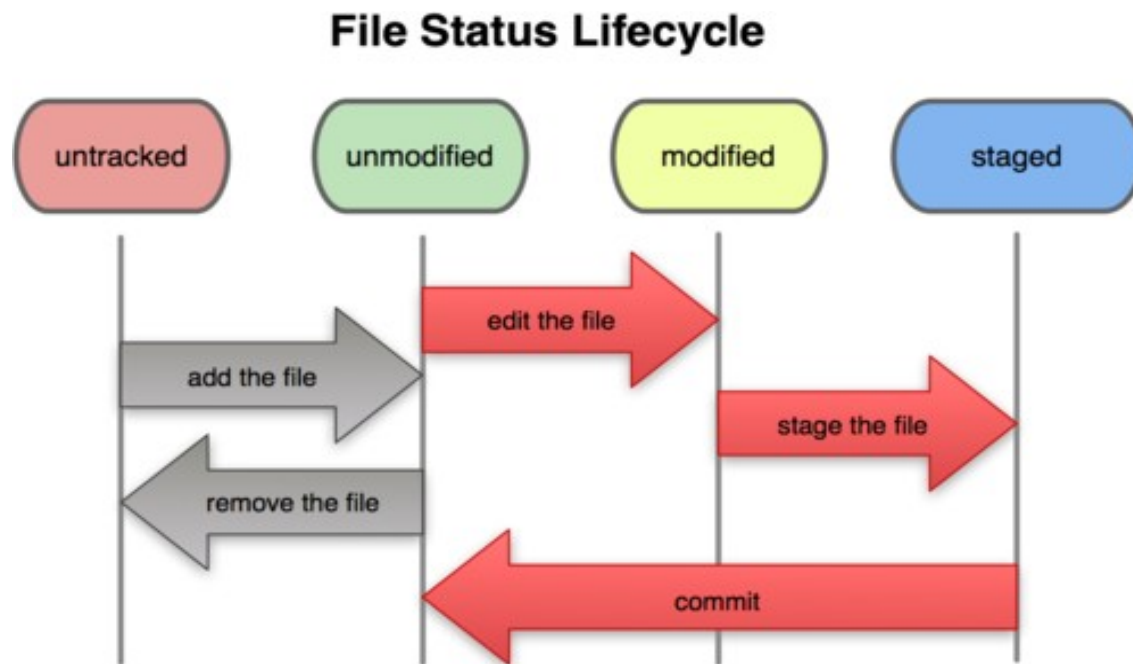 File Status Lifecycle
untracked
unmodified
modified
staged
edit the file
add the file
stage the file
remove the file
commit